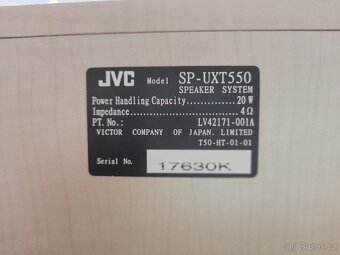 JVC Model SP-UXT550
SPEAKER SYSTEM
Power Handling Capacity.......20 W
Impedance.......4 Ω
PT. No.: LV42171-001A
VICTOR COMPANY OF JAPAN. LIMITED
T50-HT-01-01
Serial No. 17630K